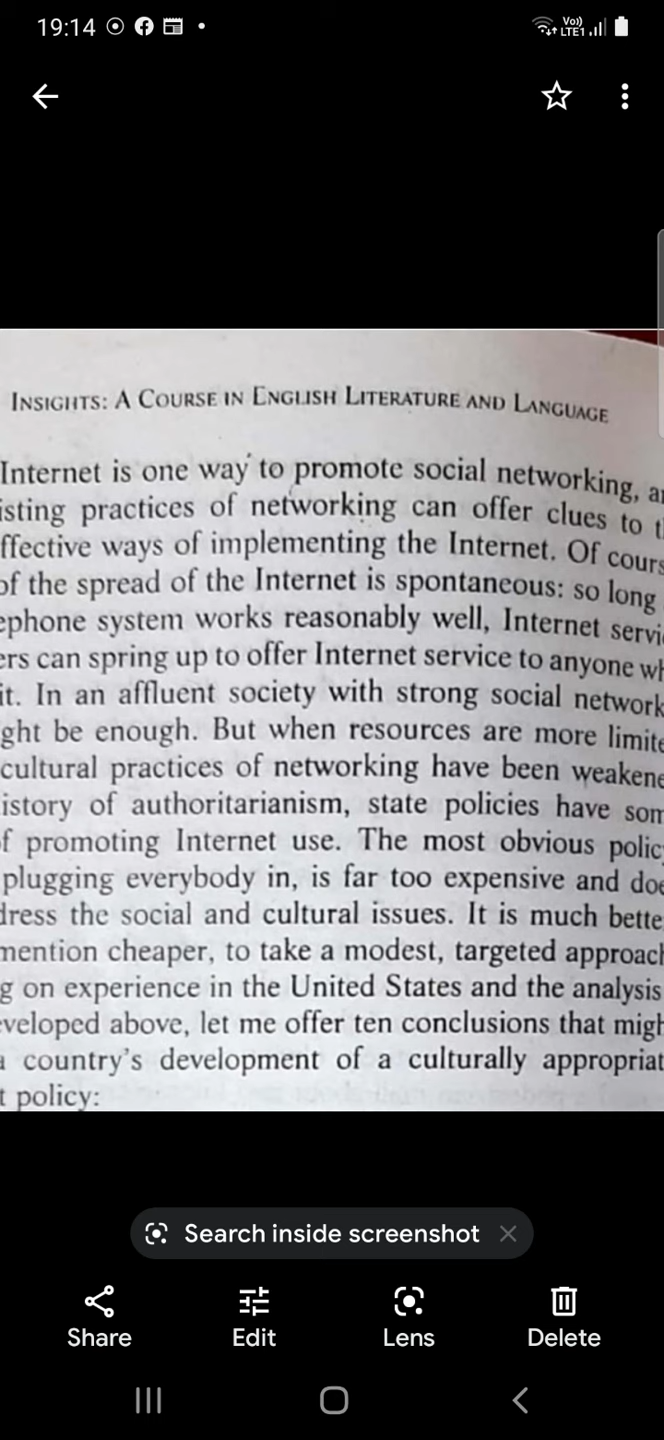 19:14
Vo))
LTE1
INSIGHTS: A COURSE IN ENGLISH LITERATURE AND LANGUAGE
Internet is one way to promote social networking, a
isting practices of networking can offer clues to t
ffective ways of implementing the Internet. Of cours
of the spread of the Internet is spontaneous: so long
ephone system works reasonably well, Internet servi
ers can spring up to offer Internet service to anyone wh
it. In an affluent society with strong social network
ght be enough. But when resources are more limite
cultural practices of networking have been weakene
istory of authoritarianism, state policies have som
f promoting Internet use. The most obvious polic
plugging everybody in, is far too expensive and doe
dress the social and cultural issues. It is much bette
mention cheaper, to take a modest, targeted approach
g on experience in the United States and the analysis
eveloped above, let me offer ten conclusions that migh
a country's development of a culturally appropriat
t policy:
Search inside screenshot
Share Edit Lens Delete